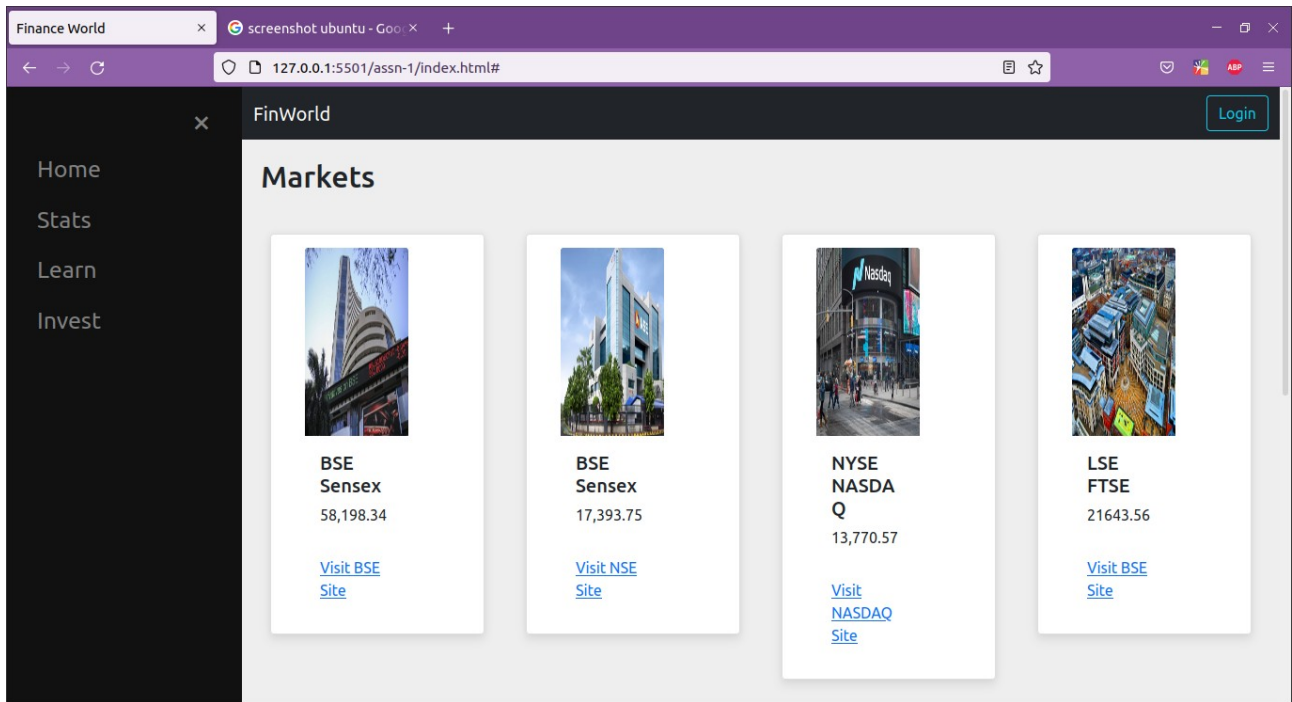 Finance World
screenshot ubuntu - Goo
127.0.0.1:5501/assn-1/index.html#
ABP
FinWorld
Login
Home
Stats
Learn
Invest
Markets
BSE
Sensex
58,198.34
Visit BSE
Site
BSE
Sensex
17,393.75
Visit NSE
Site
Nasdaq
NYSE
NASDA
Q
13,770.57
Visit
NASDAQ
Site
LSE
FTSE
21643.56
Visit BSE
Site